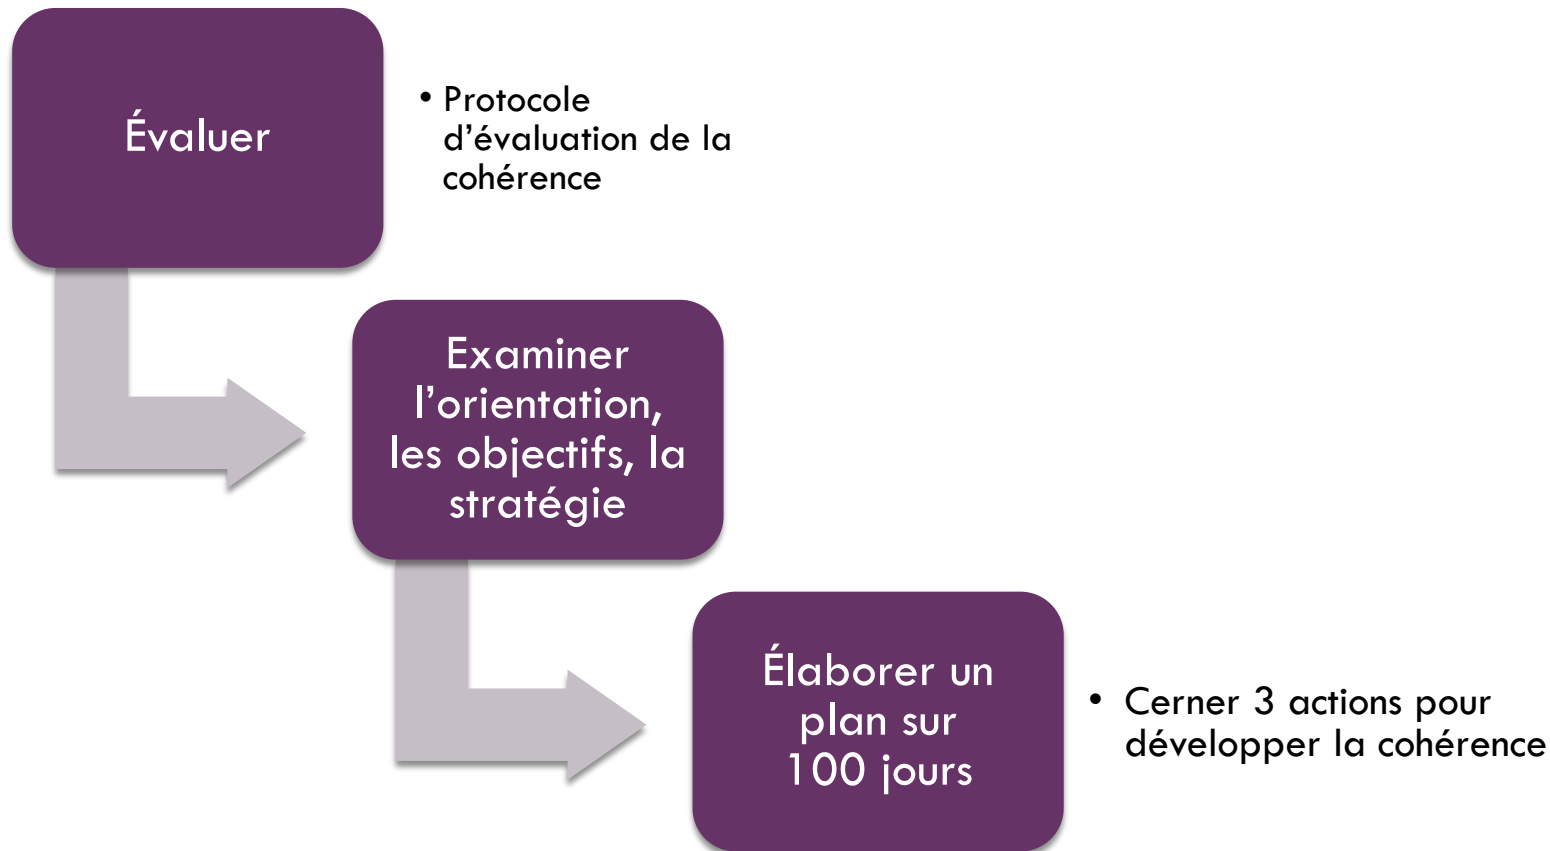 Évaluer
• Protocole
d’évaluation de la
cohérence
Examiner
l’orientation,
les objectifs, la
stratégie
Élaborer un
plan sur
100 jours
• Cerner 3 actions pour
développer la cohérence